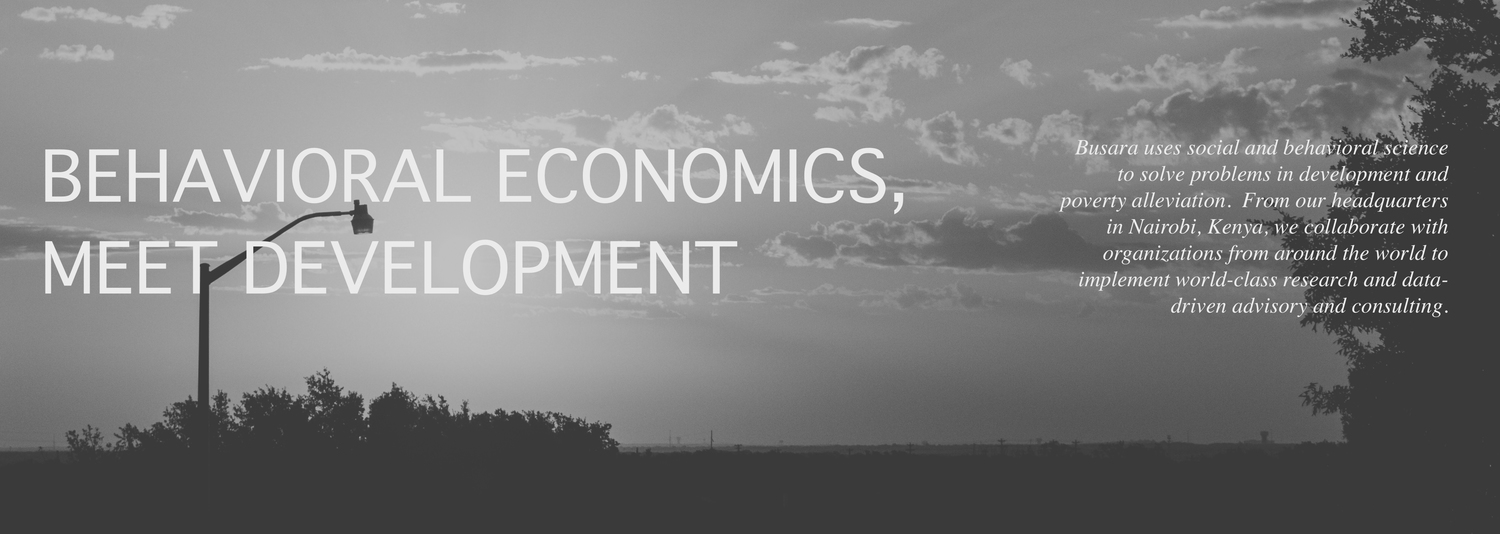 BEHAVIORAL ECONOMICS,
MEET DEVELOPMENT
Busara uses social and behavioral science
to solve problems in development and
poverty alleviation.  From our headquarters
in Nairobi, Kenya, we collaborate with
organizations from around the world to
implement world-class research and data-
driven advisory and consulting.